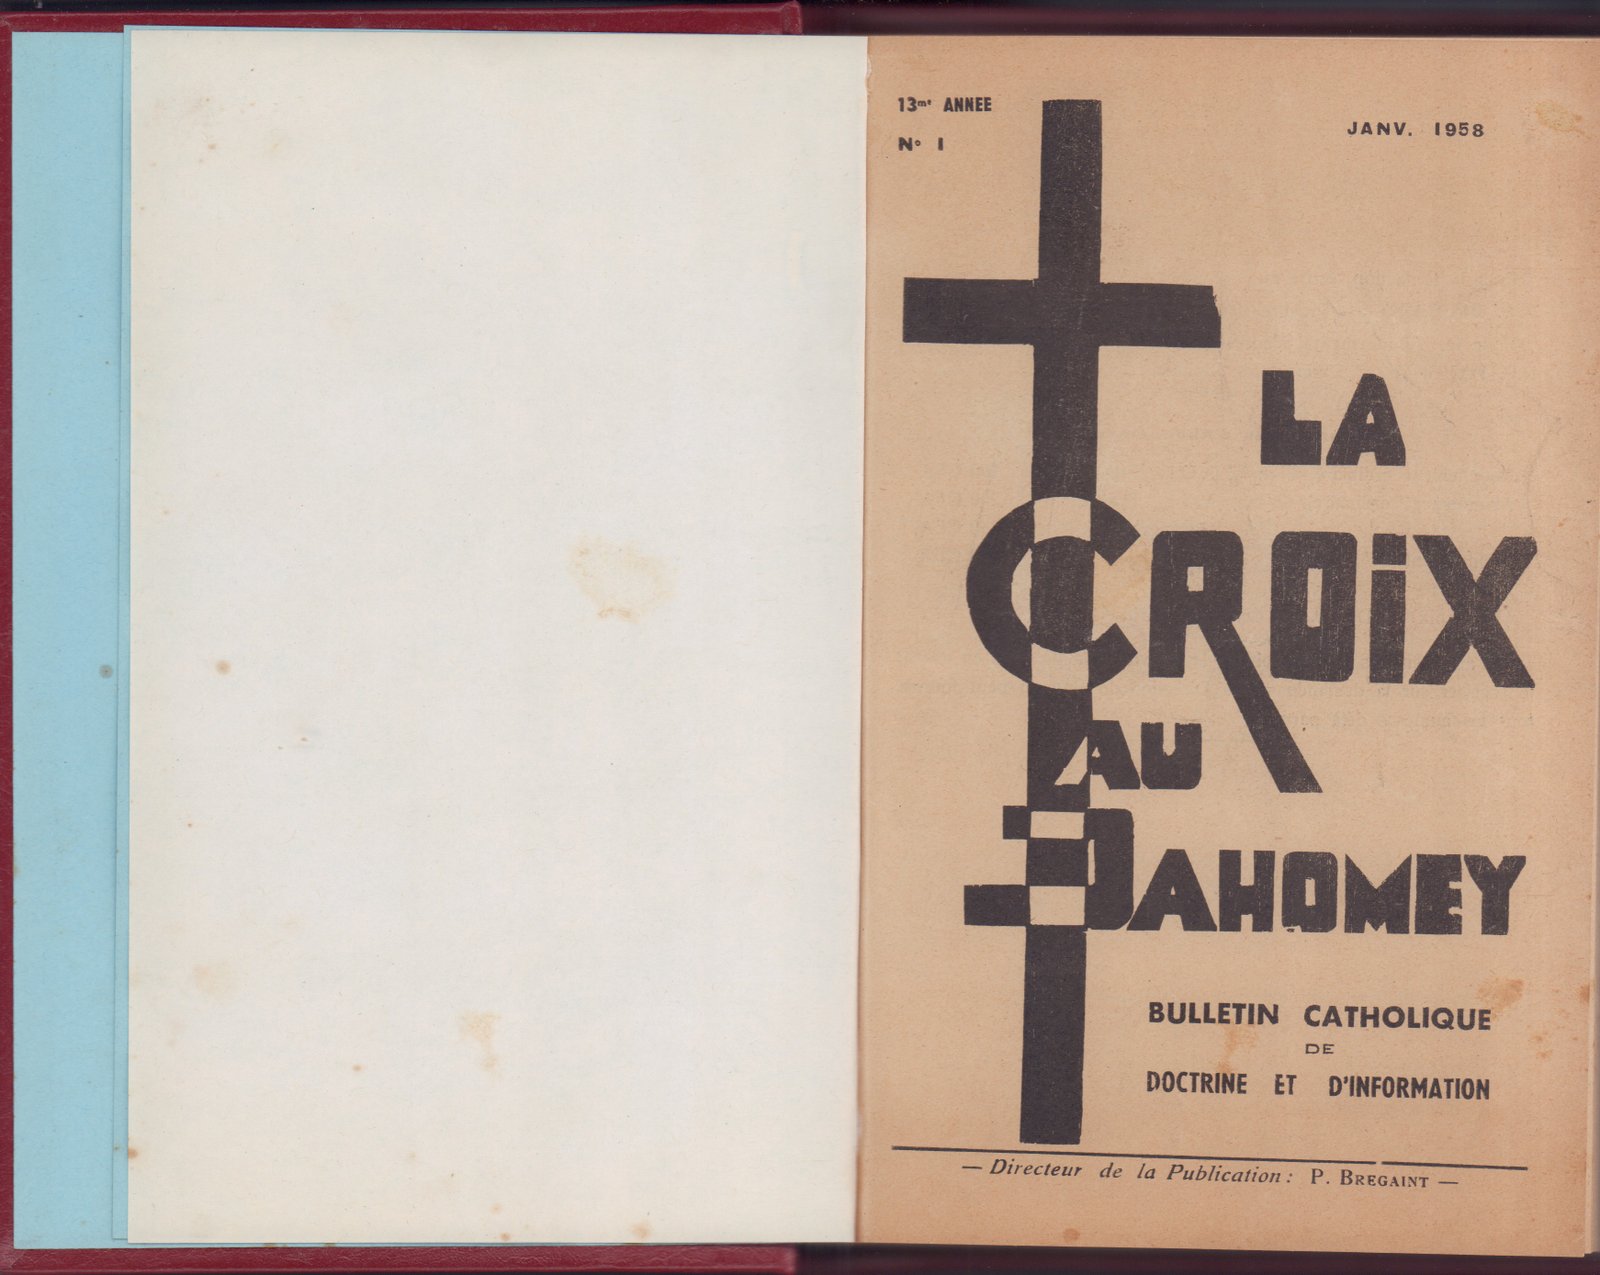 13me ANNEE
N° 1
JANV. 1958
LA
CROiX
AU
DAHOMEY
BULLETIN CATHOLIQUE
DE
DOCTRINE ET D'INFORMATION
— Directeur de la Publication: P. BREGAINT —